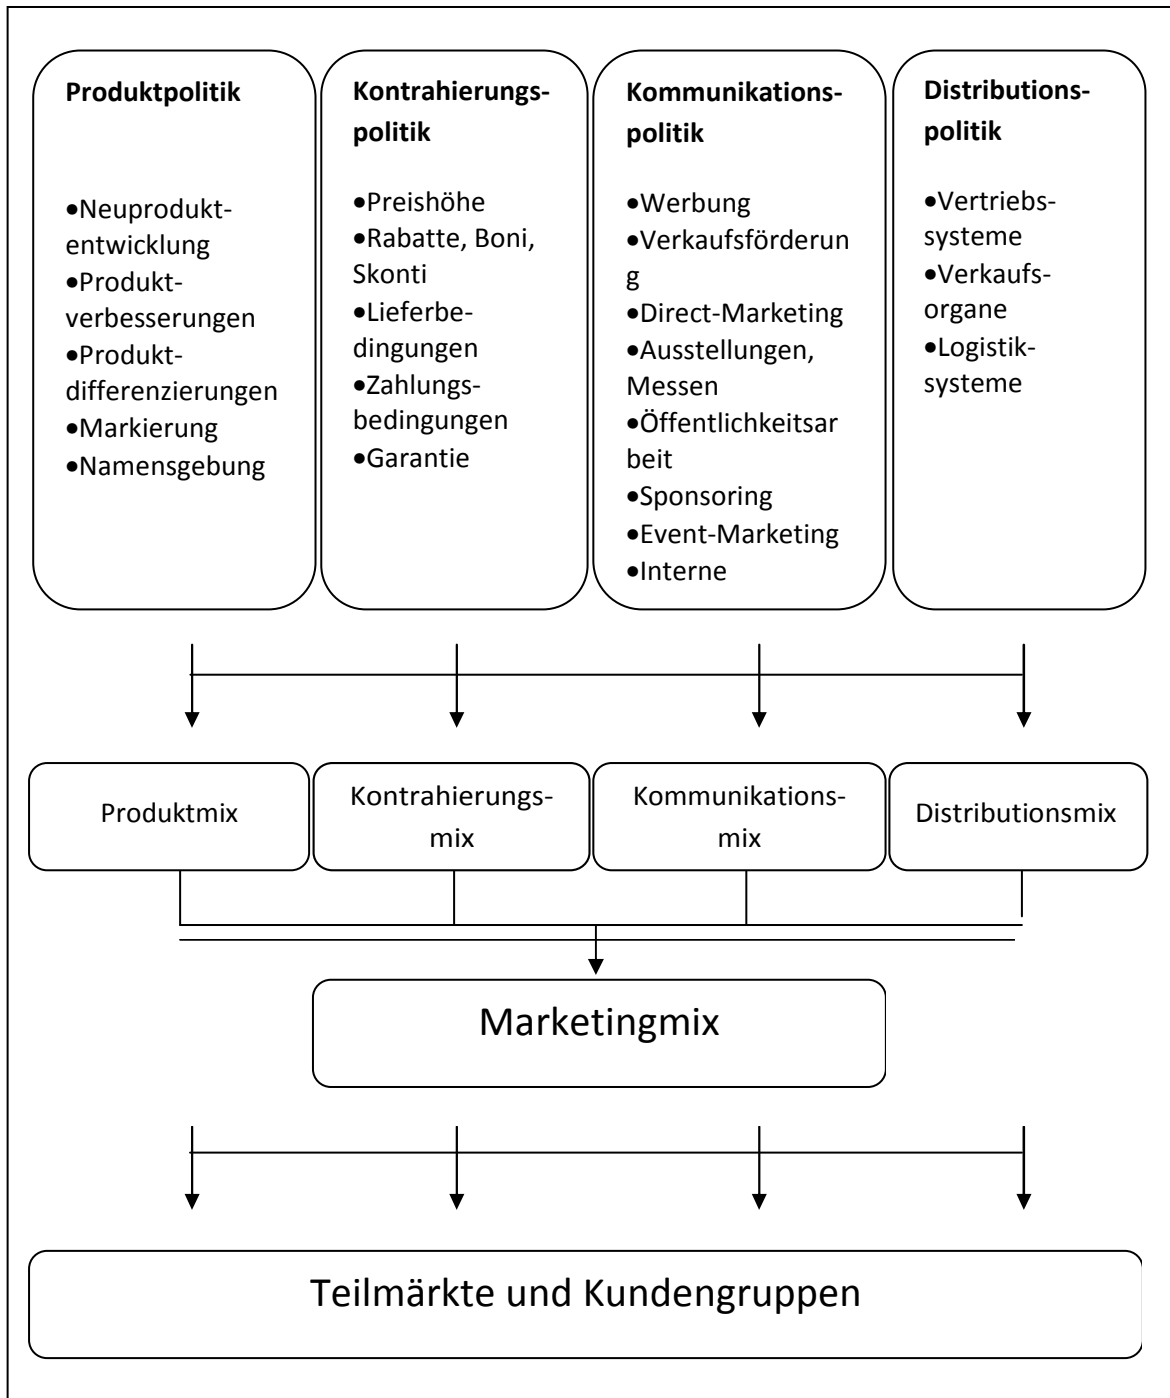 Produktpolitik
•Neuprodukt-
entwicklung
•Produkt-
verbesserungen
•Produkt-
differenzierungen
•Markierung
•Namensgebung
Kontrahierungs-
politik
•Preishöhe
•Rabatte, Boni,
Skonti
•Lieferbe-
dingungen
•Zahlungs-
bedingungen
•Garantie
Kommunikations-
politik
•Werbung
•Verkaufsförderun
g
•Direct-Marketing
•Ausstellungen,
Messen
•Öffentlichkeitsar
beit
•Sponsoring
•Event-Marketing
•Interne
Distributions-
politik
•Vertriebs-
systeme
•Verkaufs-
organe
•Logistik-
systeme
Produktmix
Kontrahierungs-
mix
Kommunikations-
mix
Distributionsmix
Marketingmix
Teilmärkte und Kundengruppen